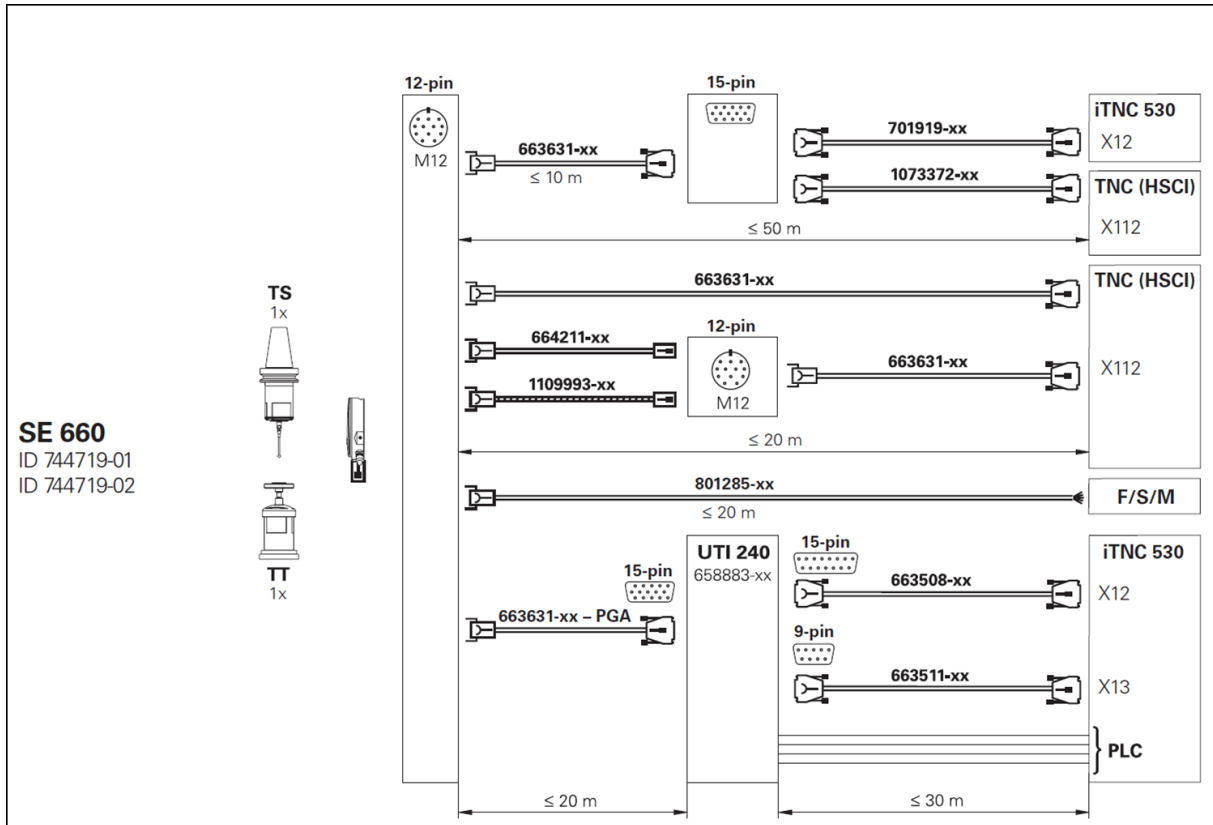 SE 660
ID 744719-01
ID 744719-02
TS
1x
TT
1x
12-pin
M12
663631-xx
≤ 10 m
15-pin
701919-xx
1073372-xx
iTNC 530
X12
TNC (HSCI)
X112
≤ 50 m
663631-xx
TNC (HSCI)
X112
664211-xx
1109993-xx
12-pin
M12
663631-xx
≤ 20 m
801285-xx
≤ 20 m
F/S/M
15-pin
663631-xx – PGA
UTI 240
658883-xx
15-pin
663508-xx
9-pin
663511-xx
iTNC 530
X12
X13
PLC
≤ 20 m
≤ 30 m